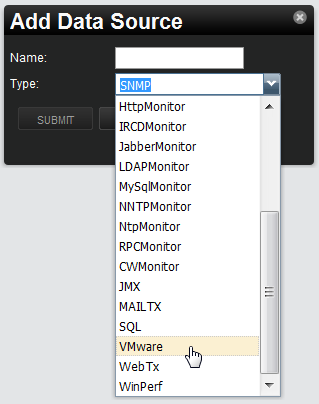 Add Data Source
Name:
Type:
SNMP
SUBMIT
HttpMonitor
IRCDMonitor
JabberMonitor
LDAPMonitor
MySqlMonitor
NNTPMonitor
NtpMonitor
RPCMonitor
CWMonitor
JMX
MAILTX
SQL
VMware
WebTx
WinPerf